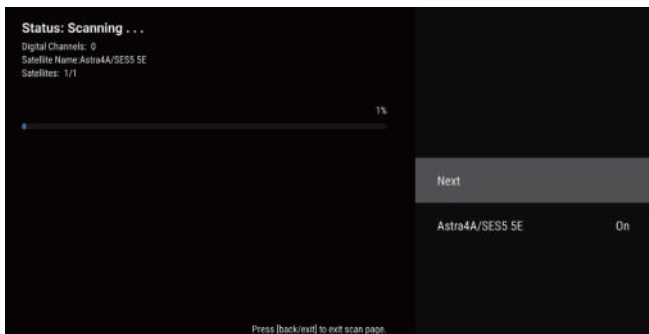 Status: Scanning . . .
Digital Channels: 0
Satellite Name:Astra4A/SES5 5E
Satellites: 1/1
1%
Next
Astra4A/SES5 5E On
Press [back/exit] to exit scan page.